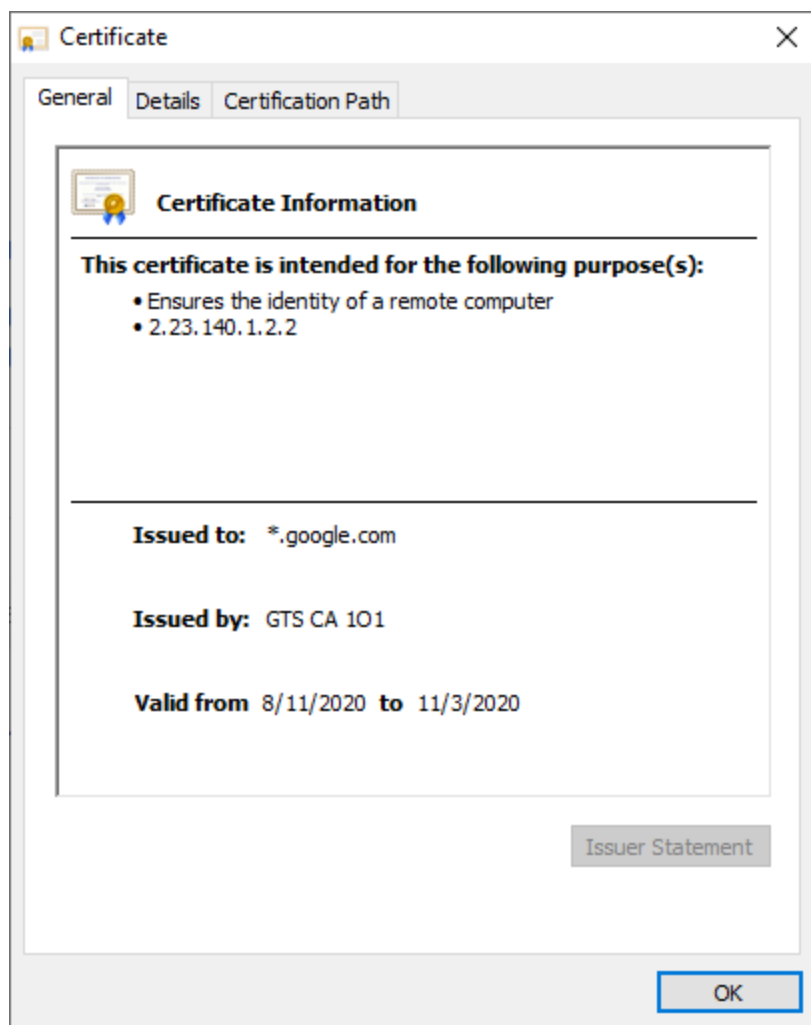 Certificate
General Details Certification Path
Certificate Information
This certificate is intended for the following purpose(s):
• Ensures the identity of a remote computer
• 2.23.140.1.2.2
Issued to: *.google.com
Issued by: GTS CA 1O1
Valid from 8/11/2020 to 11/3/2020
Issuer Statement
OK